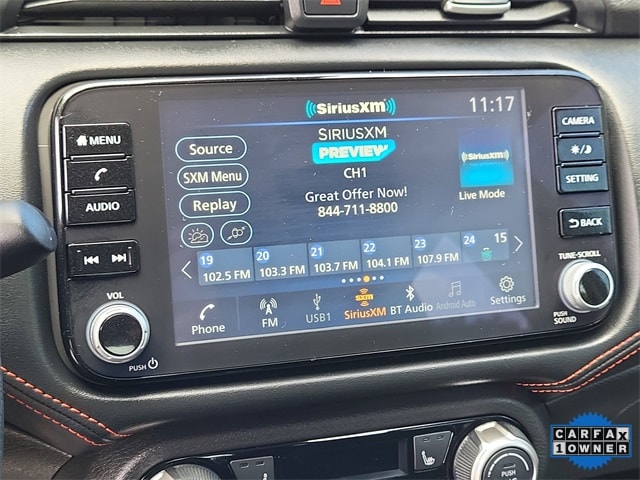 SiriusXM
11:17
MENU
AUDIO
VOL
PUSH
Source
SXM Menu
Replay
SIRIUSXM
PREVIEW
CH1
Great Offer Now!
844-711-8800
SiriusXM
Live Mode
19 20 21 22 23 24 15
102.5 FM 103.3 FM 103.7 FM 104.1 FM 107.9 FM
Phone FM USB1 SiriusXM BT Audio Android Auto Settings
sxm
CAMERA
SETTING
BACK
TUNE-SCROLL
PUSH
SOUND
PUSH
CARFAX
1 OWNER